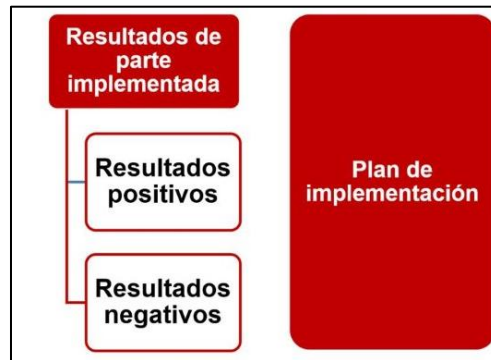 Resultados de
parte
implementada
Resultados
positivos
Resultados
negativos
Plan de
implementación